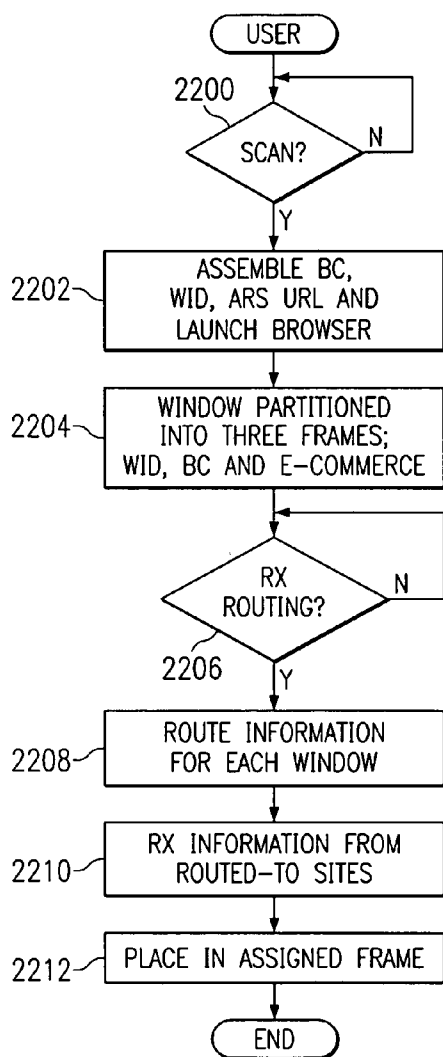 USER
2200
SCAN?
N
Y
2202
ASSEMBLE BC,
WID, ARS URL AND
LAUNCH BROWSER
2204
WINDOW PARTITIONED
INTO THREE FRAMES;
WID, BC AND E-COMMERCE
RX
ROUTING?
N
2206
Y
2208
ROUTE INFORMATION
FOR EACH WINDOW
2210
RX INFORMATION FROM
ROUTED-TO SITES
2212
PLACE IN ASSIGNED FRAME
END